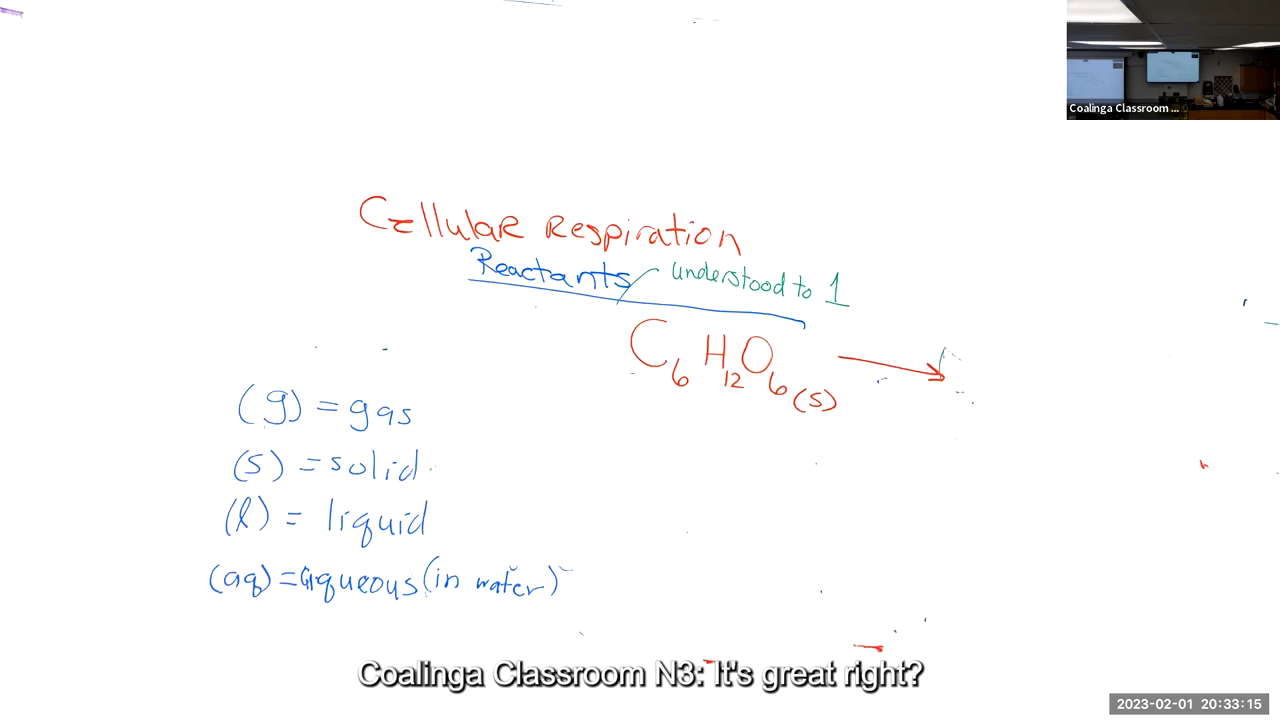 Coalinga Classroom ...
Cellular Respiration
Reactants understood to 1
C6H12O6(s) →
(g) = gas
(s) = solid
(l) = liquid
(aq) = aqueous (in water)
Coalinga Classroom N3: It's great right?
2023-02-01 20:33:15